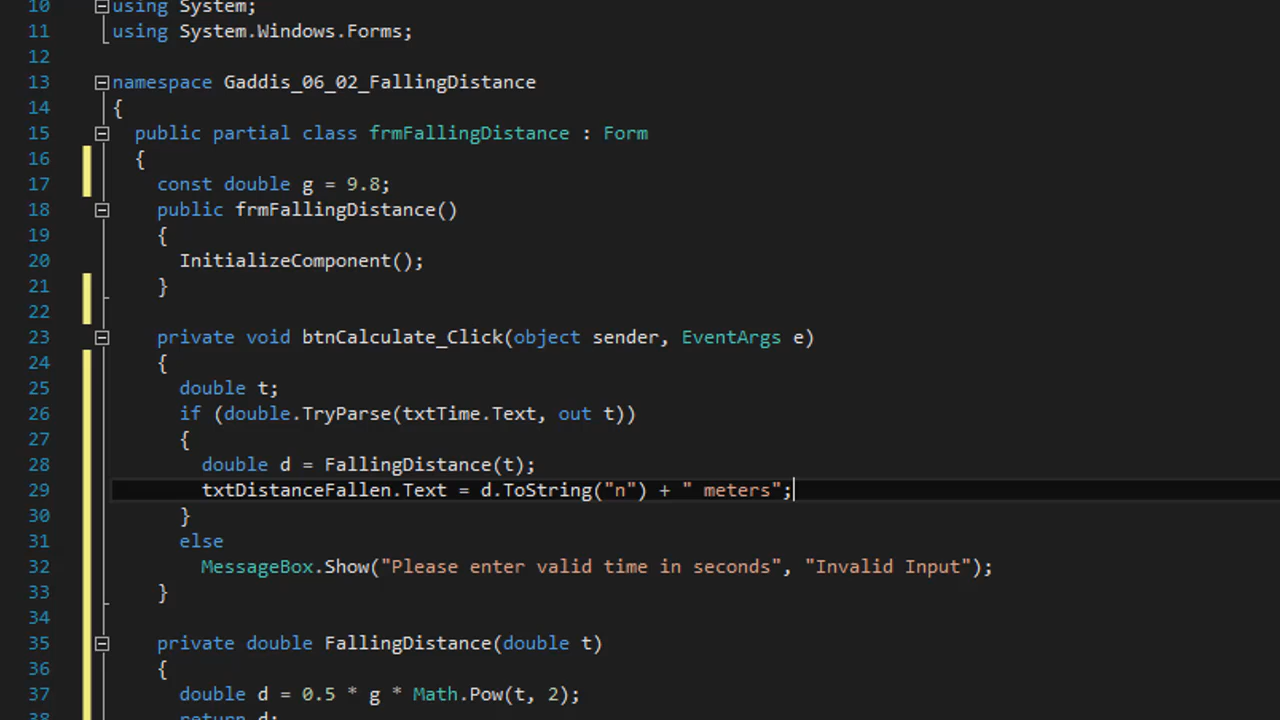 10 using System;
11 using System.Windows.Forms;
12
13 namespace Gaddis_06_02_FallingDistance
14 {
15 public partial class frmFallingDistance : Form
16 {
17 const double g = 9.8;
18 public frmFallingDistance()
19 {
20 InitializeComponent();
21 }
22
23 private void btnCalculate_Click(object sender, EventArgs e)
24 {
25 double t;
26 if (double.TryParse(txtTime.Text, out t))
27 {
28 double d = FallingDistance(t);
29 txtDistanceFallen.Text = d.ToString("n") + " meters";
30 }
31 else
32 MessageBox.Show("Please enter valid time in seconds", "Invalid Input");
33 }
34
35 private double FallingDistance(double t)
36 {
37 double d = 0.5 * g * Math.Pow(t, 2);
38 return d;